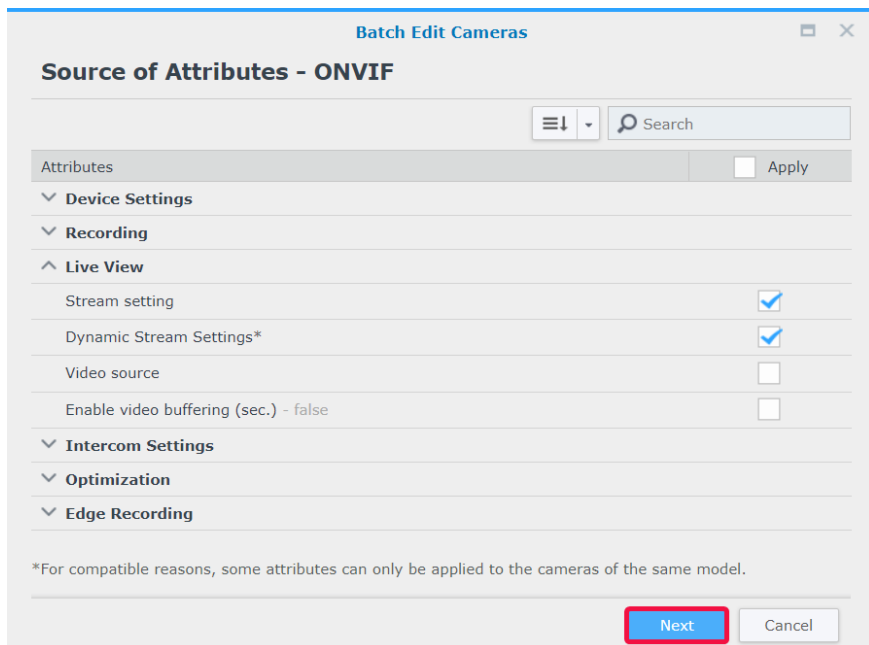 Batch Edit Cameras
Source of Attributes - ONVIF
Search
Attributes Apply
Device Settings
Recording
Live View
Stream setting
Dynamic Stream Settings*
Video source
Enable video buffering (sec.) - false
Intercom Settings
Optimization
Edge Recording
*For compatible reasons, some attributes can only be applied to the cameras of the same model.
Next Cancel